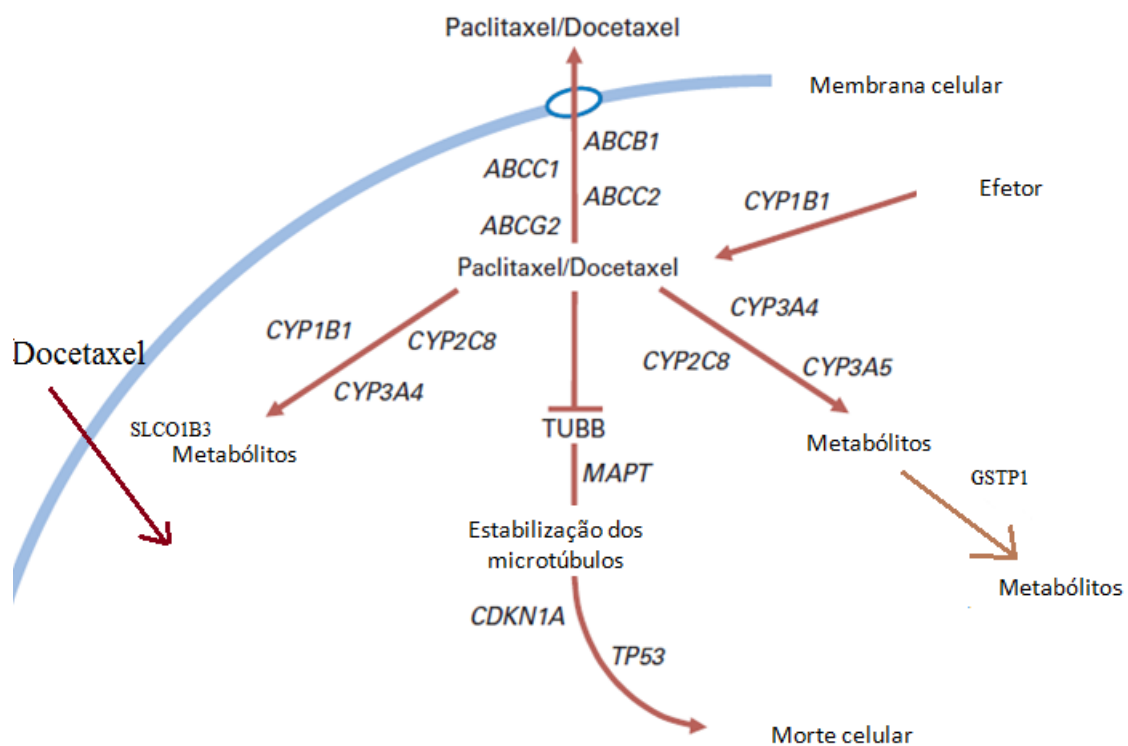 Paclitaxel/Docetaxel
Membrana celular
ABCB1
ABCC1
ABCC2
ABCG2
CYP1B1
Efetor
Paclitaxel/Docetaxel
CYP1B1
CYP2C8
CYP3A4
CYP3A4
CYP2C8
CYP3A5
Docetaxel
SLCO1B3
Metabólitos
TUBB
MAPT
Metabólitos
GSTP1
Metabólitos
Estabilização dos
microtúbulos
CDKN1A
TP53
Morte celular